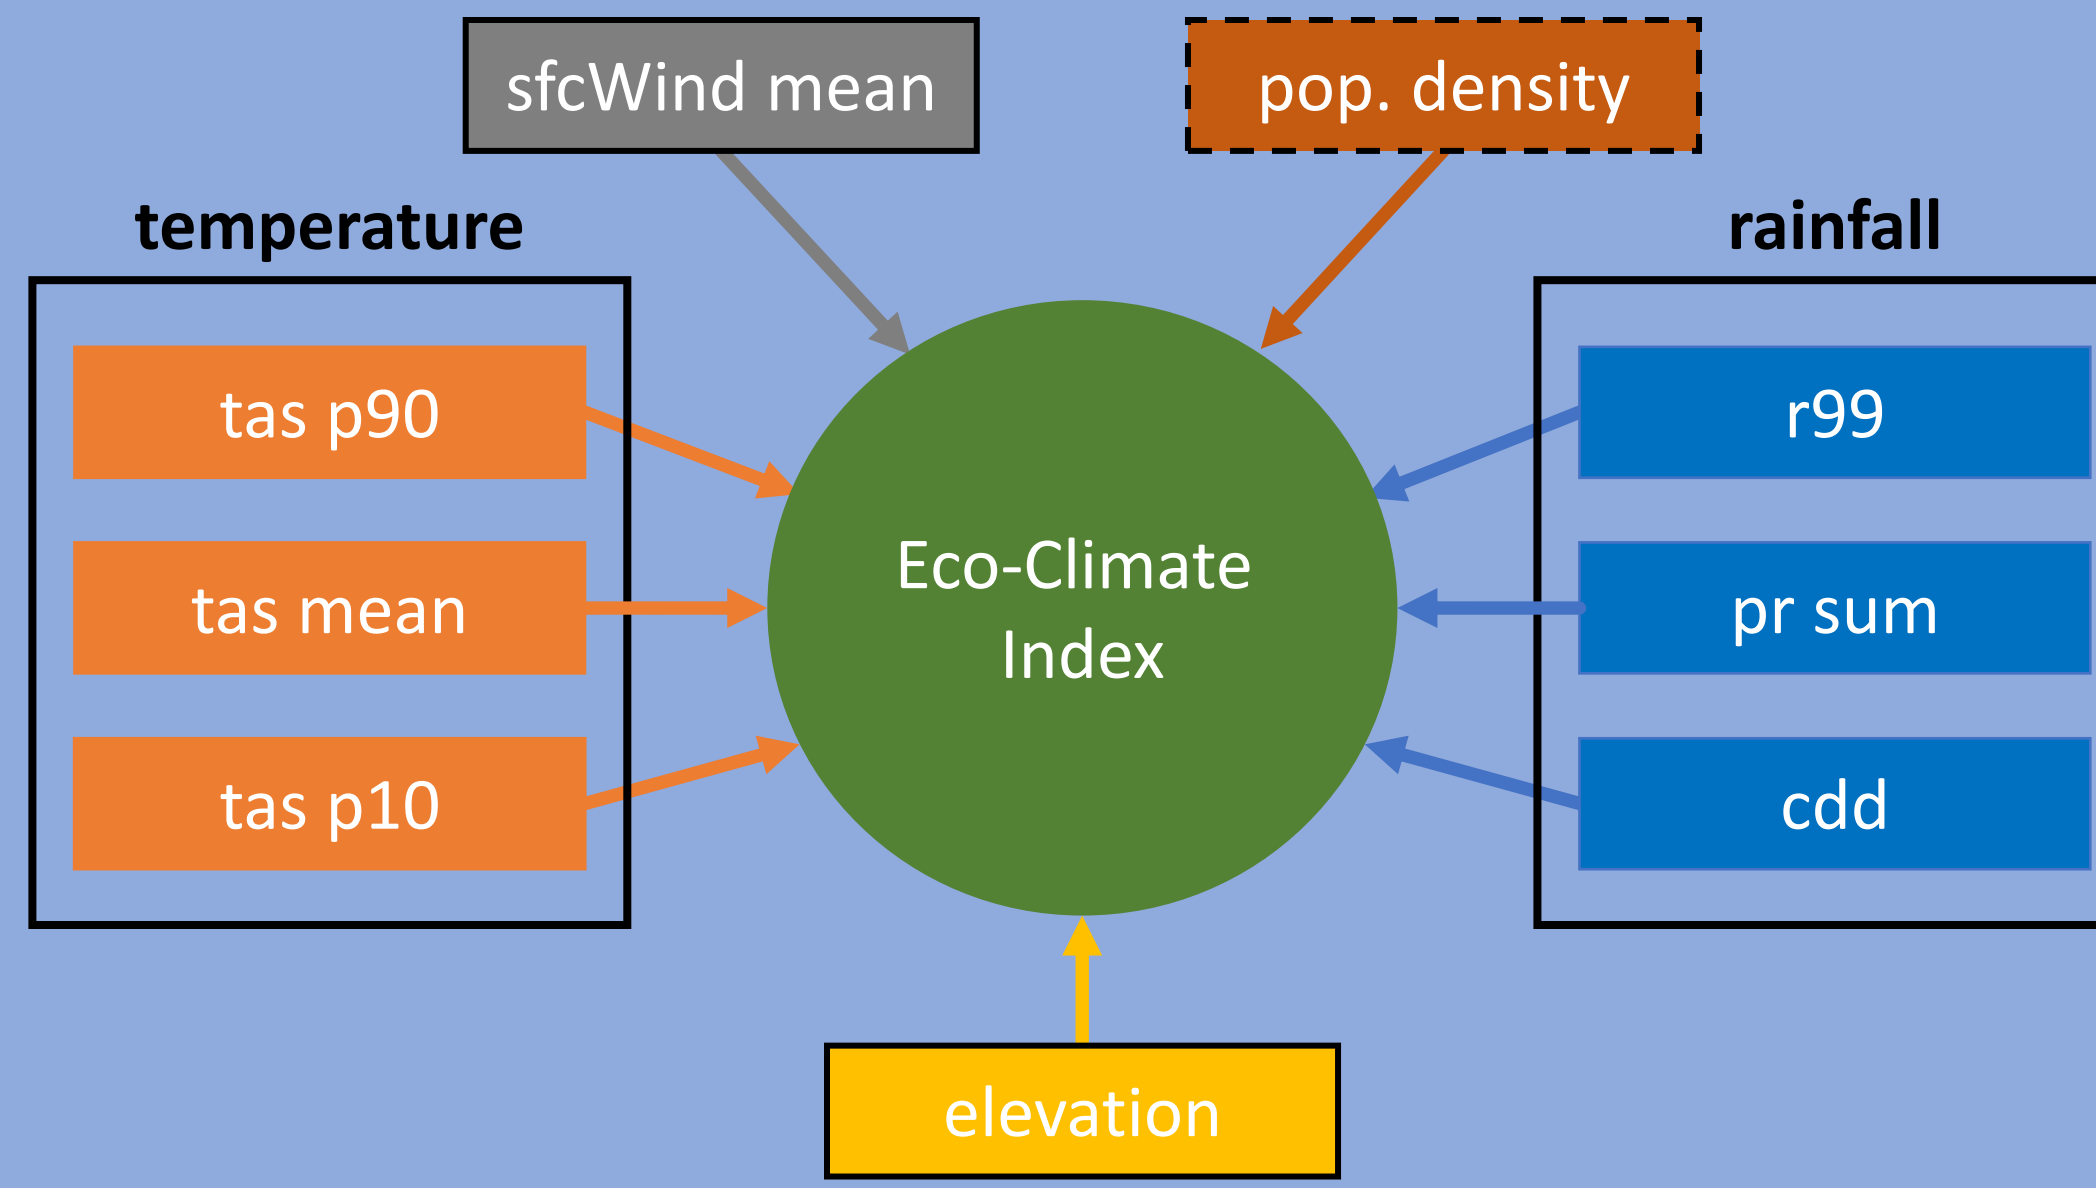 sfcWind mean
pop. density
temperature
rainfall
tas p90
tas mean
tas p10
Eco-Climate
Index
r99
pr sum
cdd
elevation